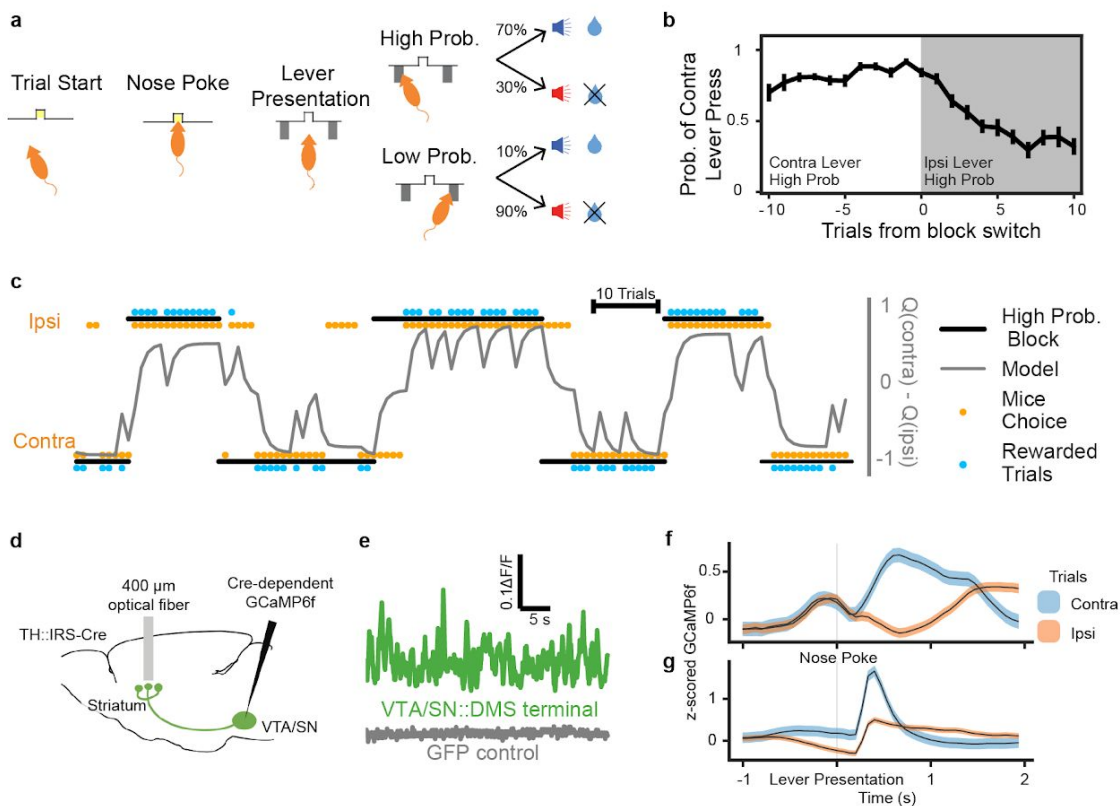 a
Trial Start
Nose Poke
Lever
Presentation
High Prob.
70%
30%
Low Prob.
10%
90%
b
Prob. of Contra
Lever Press
1
0.5
0
Contra Lever
High Prob
Ipsi Lever
High Prob
-10
-5
0
5
10
Trials from block switch
c
Ipsi
Contra
10 Trials
1
0
-1
Q(contra) - Q(ipsi)
High Prob.
Block
Model
Mice
Choice
Rewarded
Trials
d
400 µm
optical fiber
Cre-dependent
GCaMP6f
TH::IRS-Cre
Striatum
VTA/SN
e
0.1ΔF/F
5 s
VTA/SN::DMS terminal
GFP control
f
0.5
0
Trials
Contra
Ipsi
z-scored GCaMP6f
g
Nose Poke
1
0
-1
Lever Presentation
1
2
Time (s)